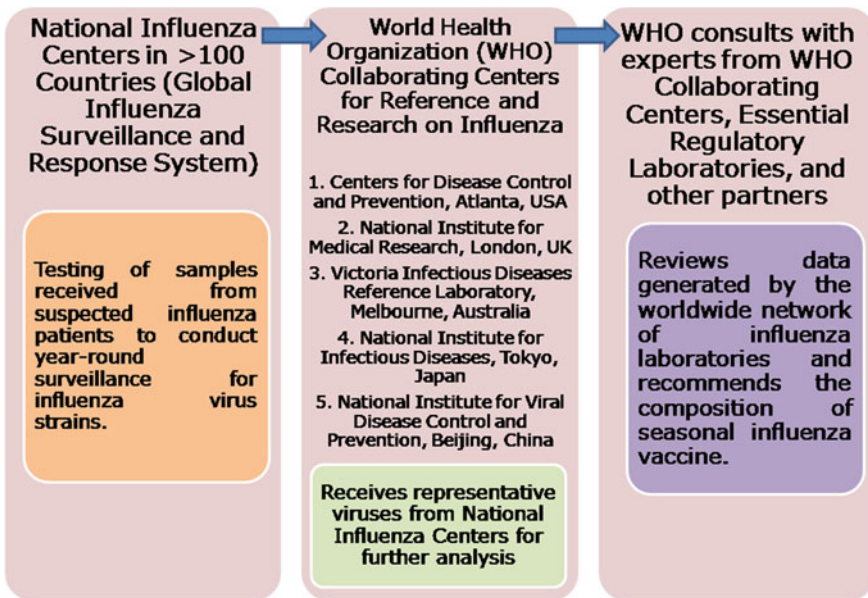 National Influenza
Centers in >100
Countries (Global
Influenza
Surveillance and
Response System)
Testing of samples
received from
suspected influenza
patients to conduct
year-round
surveillance for
influenza virus
strains.
World Health
Organization (WHO)
Collaborating Centers
for Reference and
Research on Influenza
1. Centers for Disease Control
and Prevention, Atlanta, USA
2. National Institute for
Medical Research, London, UK
3. Victoria Infectious Diseases
Reference Laboratory,
Melbourne, Australia
4. National Institute for
Infectious Diseases, Tokyo,
Japan
5. National Institute for Viral
Disease Control and
Prevention, Beijing, China
Receives representative
viruses from National
Influenza Centers for
further analysis
WHO consults with
experts from WHO
Collaborating
Centers, Essential
Regulatory
Laboratories, and
other partners
Reviews data
generated by the
worldwide network
of influenza
laboratories and
recommends the
composition of
seasonal influenza
vaccine.